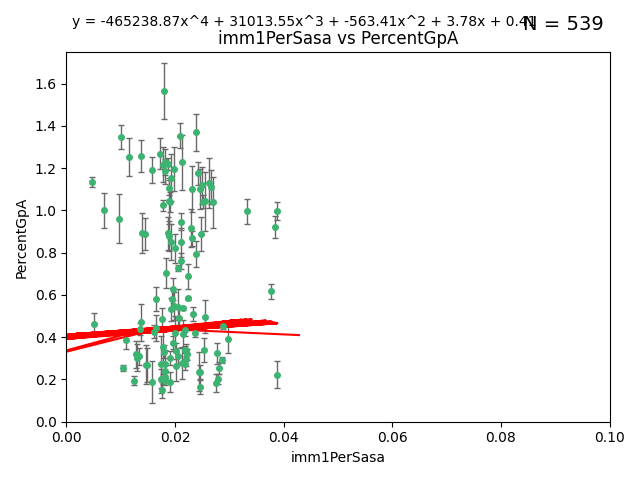 y = -465238.87x^4 + 31013.55x^3 + -563.41x^2 + 3.78x + 0.41
N = 539
imm1PerSasa vs PercentGpA
PercentGpA
1.6
1.4
1.2
1.0
0.8
0.6
0.4
0.2
0.0
0.00 0.02 0.04 0.06 0.08 0.10
imm1PerSasa